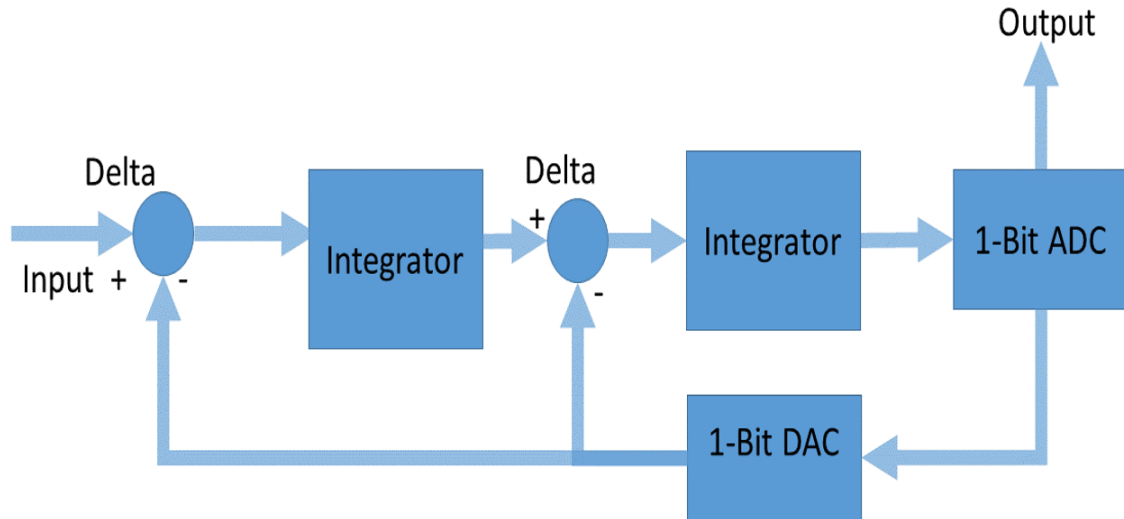 Output
Delta
Delta
+
Integrator
Integrator
1-Bit ADC
Input + -
-
1-Bit DAC